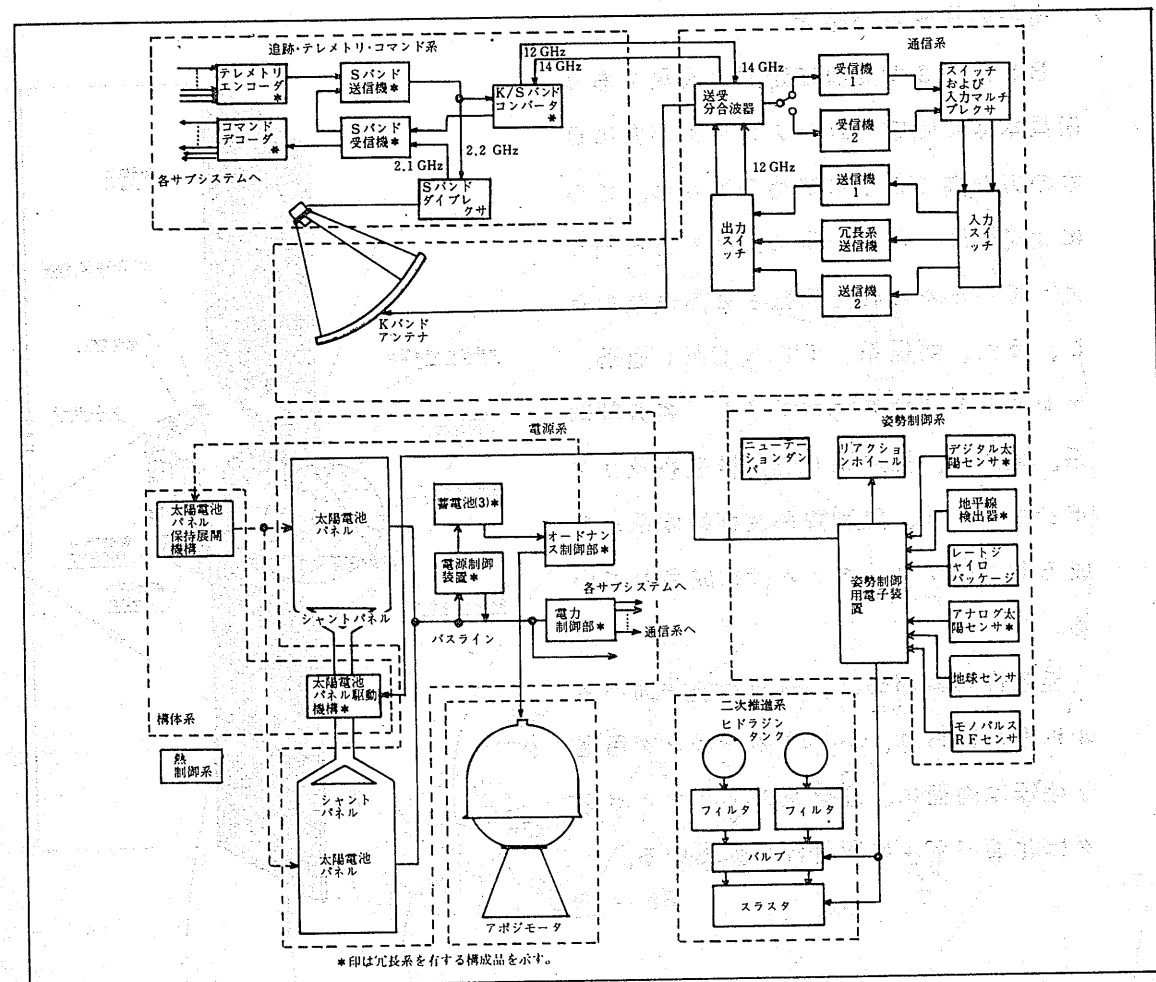 追跡・テレメトリ・コマンド系
12 GHz
14 GHz
テレメトリ
エンコーダ
*
Sバンド
送信機*
K/Sバンド
コンバータ
*
コマンド
デコーダ*
Sバンド
受信機*
各サブシステムへ
2.1 GHz
2.2 GHz
Sバンド
ダイプレ
クサ
Kバンド
アンテナ
通信系
14 GHz
送受
分合波器
受信機
1
受信機
2
スイッチ
および
入力マルチ
プレクサ
12 GHz
送信機
1
冗長系
送信機
送信機
2
出力
スイッチ
入力
スイッチ
電源系
太陽電池
パネル
保持展開
機構
太陽電池
パネル
シャントパネル
蓄電池(3)*
電源制御
装置*
オードナン
ス制御部*
各サブシステムへ
電力
制御部*
通信系へ
バスライン
太陽電池
パネル駆動
機構*
構体系
熱
制御系
シャント
パネル
太陽電池
パネル
アポジモータ
姿勢制御系
ニューテー
ションダン
パ
リアクショ
ンホイール
デジタル太
陽センサ*
地平線
検出器*
レートジ
ャイロ
パッケージ
姿勢制御
用電子装
置
アナログ太
陽センサ*
地球センサ
モノパルス
RFセンサ
二次推進系
ヒドラジン
タンク
フィルタ
フィルタ
バルブ
スラスタ
*印は冗長系を有する構成品を示す。